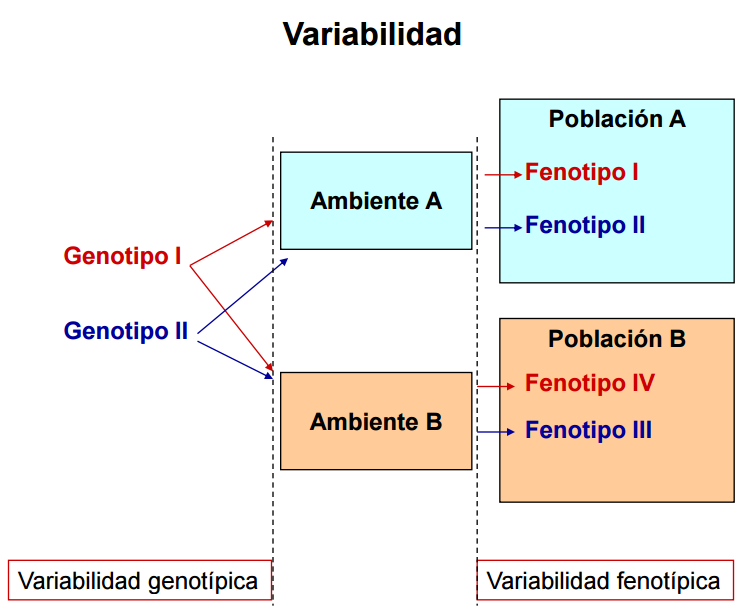 Variabilidad
Genotipo I
Genotipo II
Ambiente A
Ambiente B
Población A
Fenotipo I
Fenotipo II
Población B
Fenotipo IV
Fenotipo III
Variabilidad genotípica
Variabilidad fenotípica